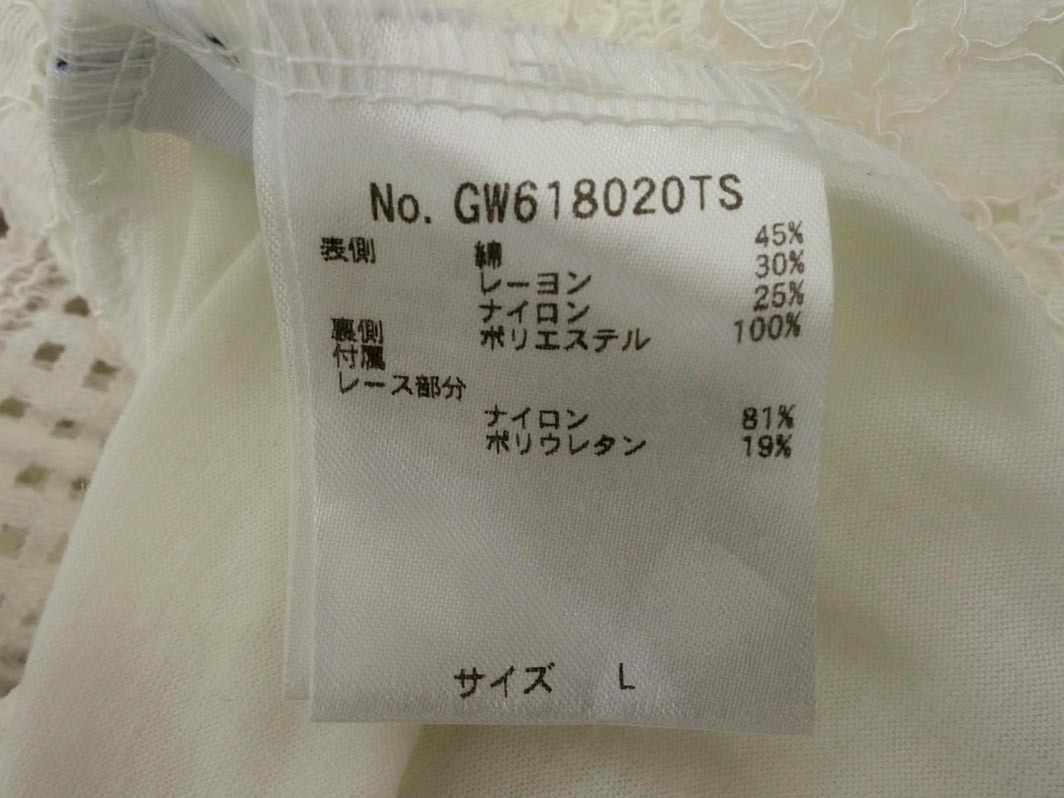 No. GW618020TS
表側 綿 45%
レーヨン 30%
ナイロン 25%
裏側 ポリエステル 100%
付属
レース部分
ナイロン 81%
ポリウレタン 19%
サイズ L